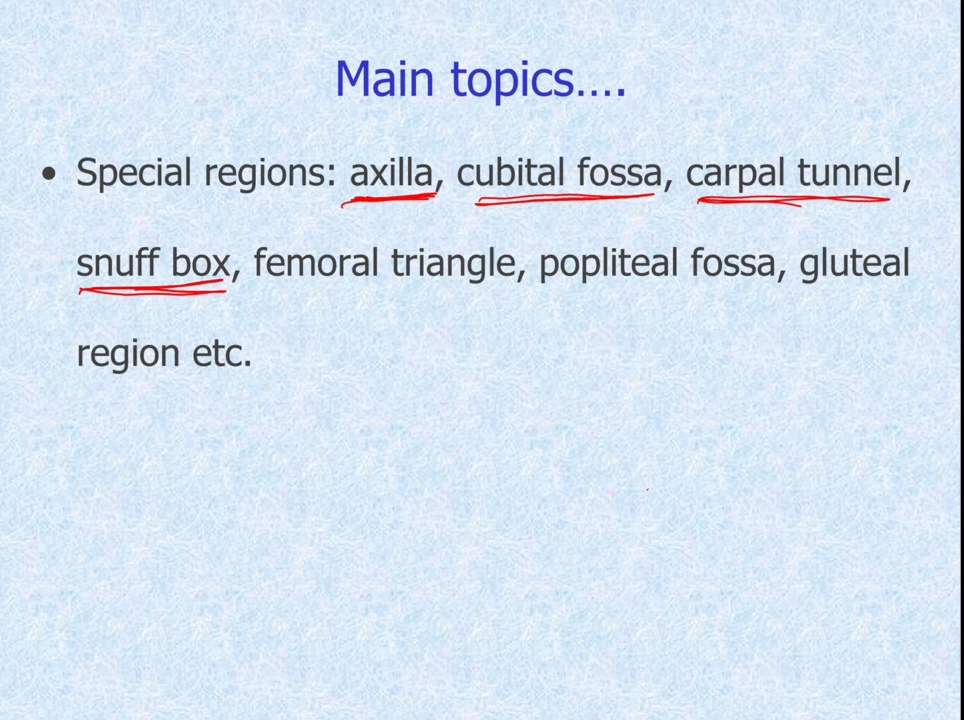 Main topics….
• Special regions: axilla, cubital fossa, carpal tunnel,
snuff box, femoral triangle, popliteal fossa, gluteal
region etc.